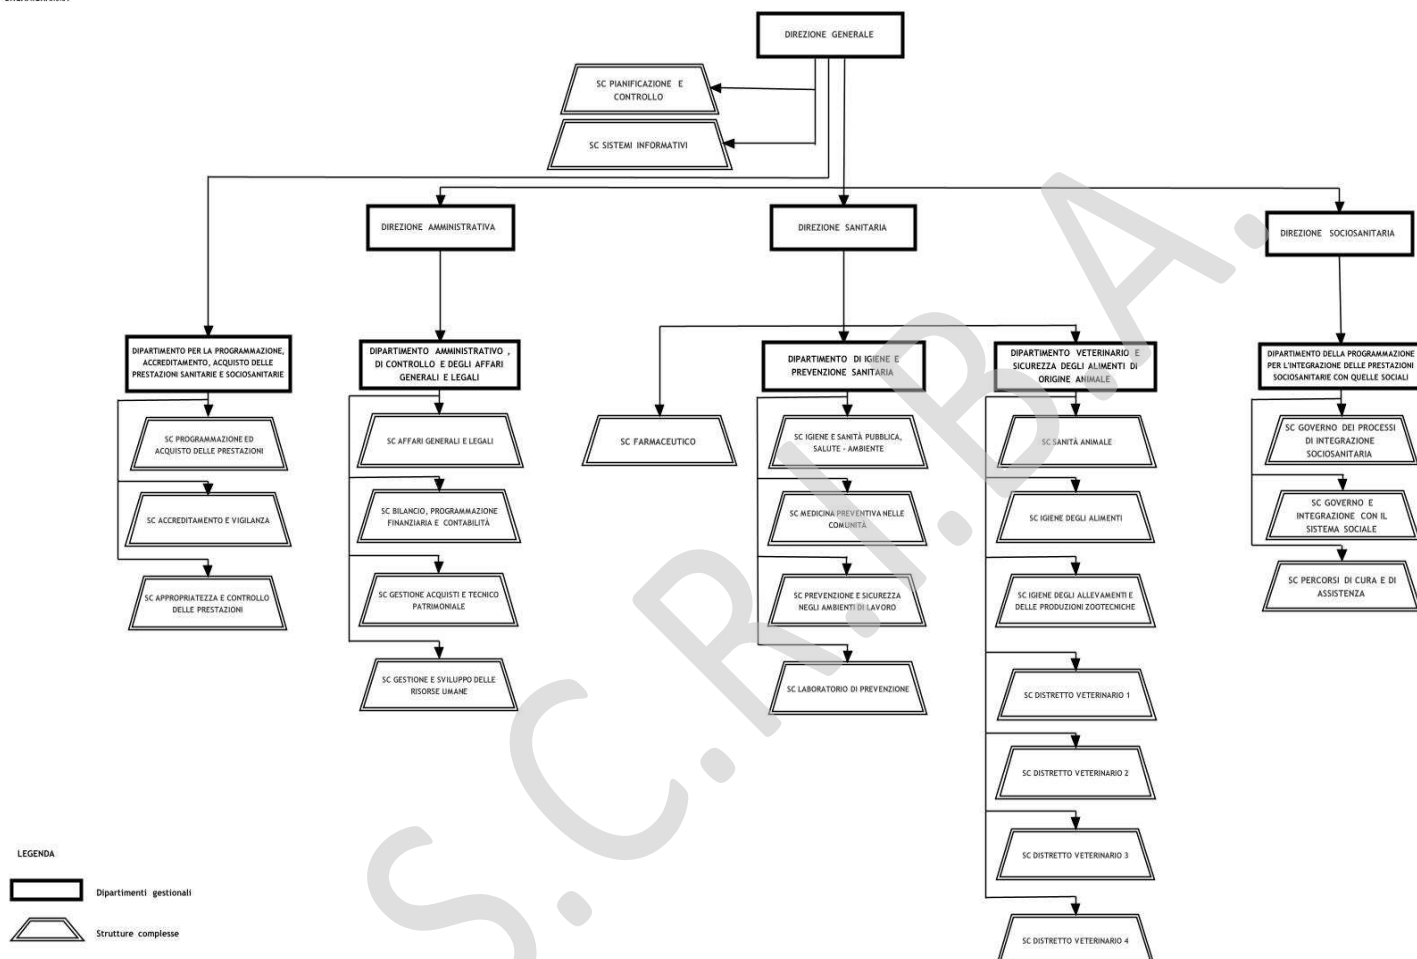 DIREZIONE GENERALE
SC PIANIFICAZIONE E
CONTROLLO
SC SISTEMI INFORMATIVI
DIREZIONE AMMINISTRATIVA
DIREZIONE SANITARIA
DIREZIONE SOCIOSANITARIA
DIPARTIMENTO PER LA PROGRAMMAZIONE,
ACCREDITAMENTO, ACQUISTO DELLE
PRESTAZIONI SANITARIE E SOCIOSANITARIE
SC PROGRAMMAZIONE ED
ACQUISTO DELLE PRESTAZIONI
SC ACCREDITAMENTO E VIGILANZA
SC APPROPRIATEZZA E CONTROLLO
DELLE PRESTAZIONI
DIPARTIMENTO AMMINISTRATIVO ,
DI CONTROLLO E DEGLI AFFARI
GENERALI E LEGALI
SC AFFARI GENERALI E LEGALI
SC BILANCIO, PROGRAMMAZIONE
FINANZIARIA E CONTABILITÀ
SC GESTIONE ACQUISTI E TECNICO
PATRIMONIALE
SC GESTIONE E SVILUPPO DELLE
RISORSE UMANE
SC FARMACEUTICO
DIPARTIMENTO DI IGIENE E
PREVENZIONE SANITARIA
SC IGIENE E SANITÀ PUBBLICA,
SALUTE - AMBIENTE
SC MEDICINA PREVENTIVA NELLE
COMUNITÀ
SC PREVENZIONE E SICUREZZA
NEGLI AMBIENTI DI LAVORO
SC LABORATORIO DI PREVENZIONE
DIPARTIMENTO VETERINARIO E
SICUREZZA DEGLI ALIMENTI DI
ORIGINE ANIMALE
SC SANITÀ ANIMALE
SC IGIENE DEGLI ALIMENTI
SC IGIENE DEGLI ALLEVAMENTI E
DELLE PRODUZIONI ZOOTECNICHE
SC DISTRETTO VETERINARIO 1
SC DISTRETTO VETERINARIO 2
SC DISTRETTO VETERINARIO 3
SC DISTRETTO VETERINARIO 4
DIPARTIMENTO DELLA PROGRAMMAZIONE
PER L'INTEGRAZIONE DELLE PRESTAZIONI
SOCIOSANITARIE CON QUELLE SOCIALI
SC GOVERNO DEI PROCESSI
DI INTEGRAZIONE
SOCIOSANITARIA
SC GOVERNO E
INTEGRAZIONE CON IL
SISTEMA SOCIALE
SC PERCORSI DI CURA E DI
ASSISTENZA
LEGENDA
Dipartimenti gestionali
Strutture complesse
S.C.R.I.B.A.